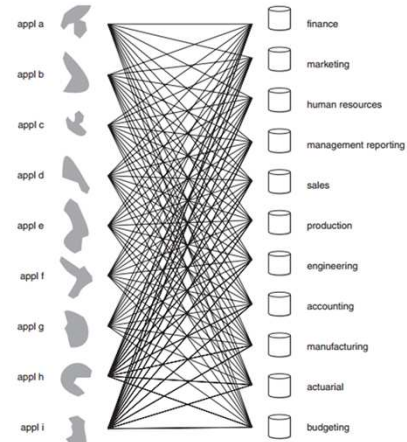 appl a
finance
appl b
marketing
appl c
human resources
appl d
management reporting
appl e
sales
production
appl f
engineering
appl g
accounting
manufacturing
appl h
actuarial
appl i
budgeting